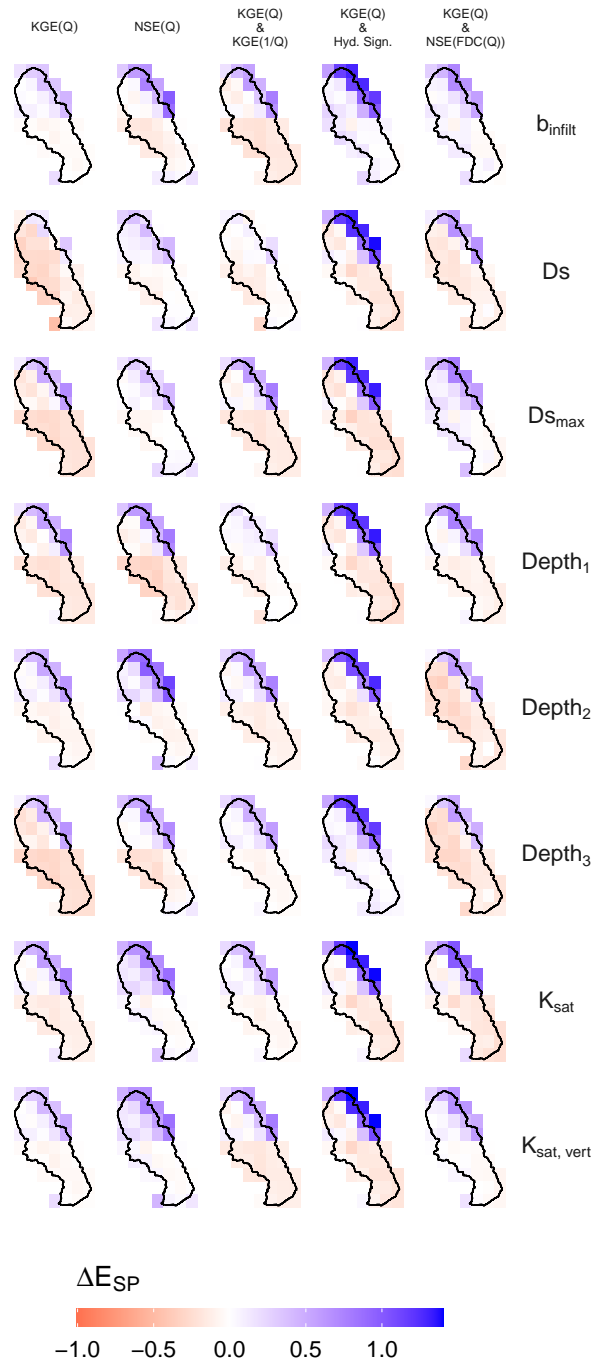 KGE(Q) NSE(Q) KGE(Q) & KGE(1/Q) KGE(Q) & Hyd. Sign. KGE(Q) & NSE(FDC(Q))
b_infilt
Ds
Ds_max
Depth_1
Depth_2
Depth_3
K_sat
K_sat, vert
ΔE_SP
−1.0 −0.5 0.0 0.5 1.0